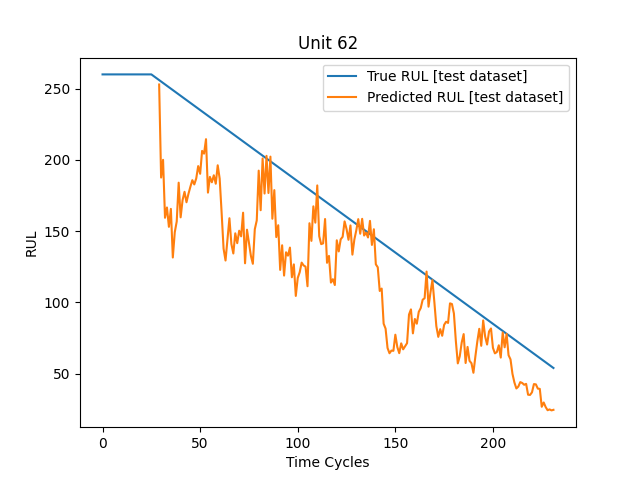 Unit 62
True RUL [test dataset]
Predicted RUL [test dataset]
RUL
250
200
150
100
50
0
50
100
150
200
Time Cycles